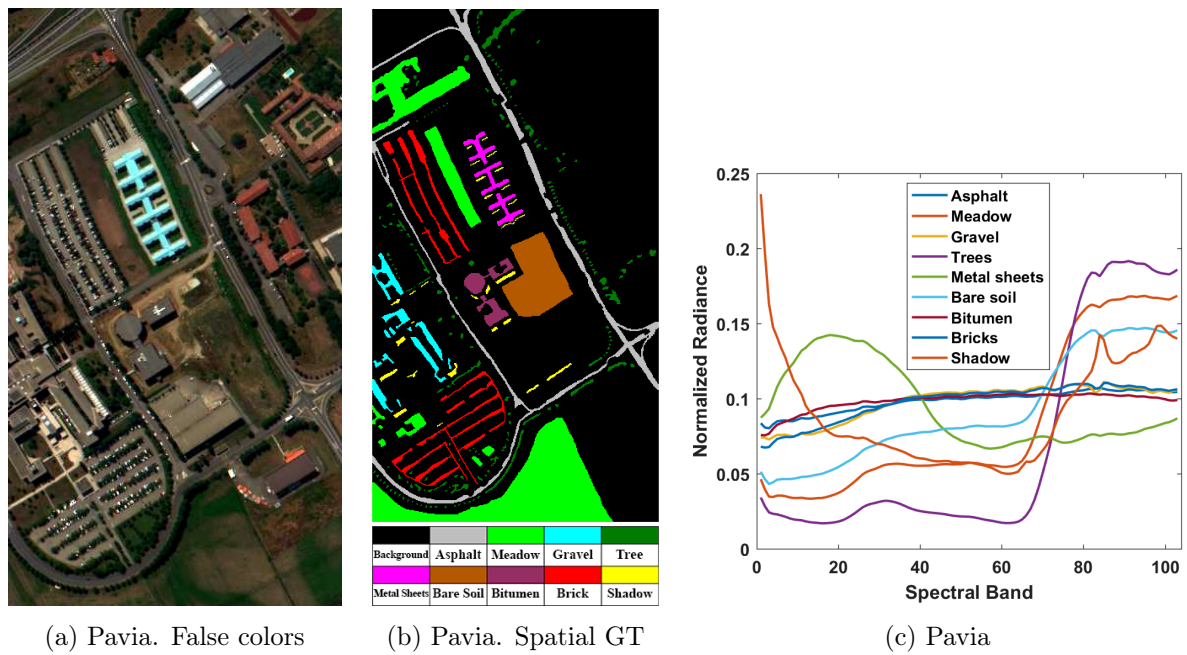 Background Asphalt Meadow Gravel Tree
Metal Sheets Bare Soil Bitumen Brick Shadow
(a) Pavia. False colors
(b) Pavia. Spatial GT
0.25
0.2
0.15
0.1
0.05
0
Normalized Radiance
Asphalt
Meadow
Gravel
Trees
Metal sheets
Bare soil
Bitumen
Bricks
Shadow
0 20 40 60 80 100
Spectral Band
(c) Pavia